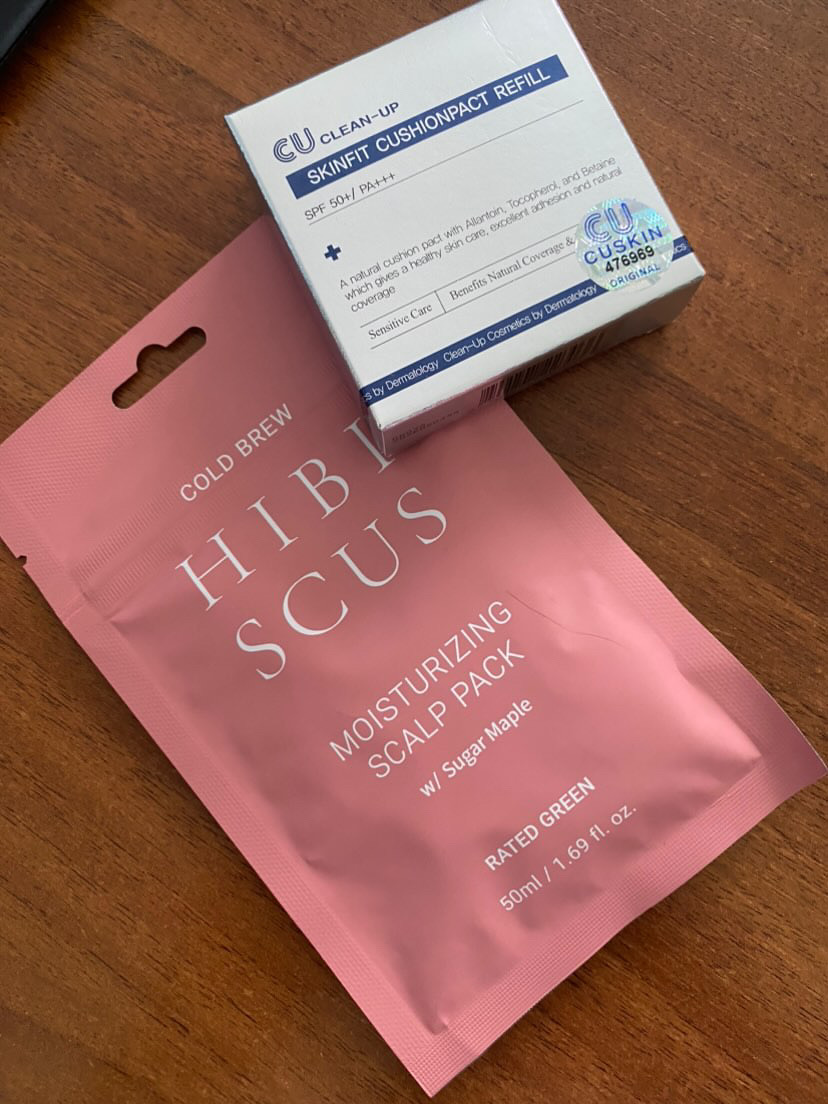 CU CLEAN-UP
SKINFIT CUSHIONPACT REFILL
SPF 50+/ PA+++
A natural cushion pact with Allantoin, Tocopherol, and Betaine
which gives a healthy skin care, excellent adhesion and natural
coverage
Sensitive Care
Benefits Natural Coverage &
by Dermatology Clean-Up Cosmetics by Dermatology
CU
CUSKIN
476969
ORIGINAL
COLD BREW
HIBI
SCUS
MOISTURIZING
SCALP PACK
w/ Sugar Maple
RATED GREEN
50ml / 1.69 fl. oz.